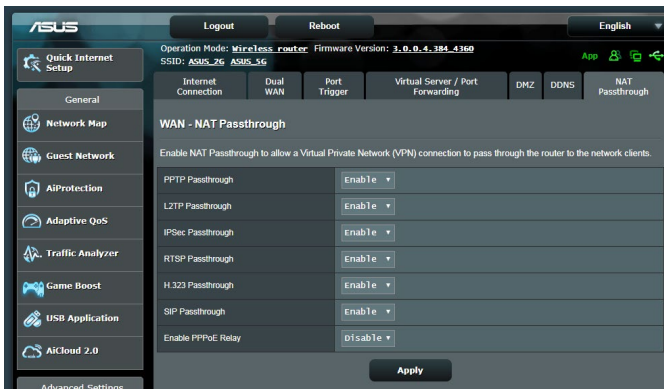 ASUS
Logout
Reboot
English
Operation Mode: Wireless router Firmware Version: 3.0.0.4.384_4360
SSID: ASUS_2G ASUS_5G
App
Quick Internet
Setup
General
Network Map
Guest Network
AiProtection
Adaptive QoS
Traffic Analyzer
Game Boost
USB Application
AiCloud 2.0
Advanced Settings
Internet
Connection
Dual
WAN
Port
Trigger
Virtual Server / Port
Forwarding
DMZ
DDNS
NAT
Passthrough
WAN - NAT Passthrough
Enable NAT Passthrough to allow a Virtual Private Network (VPN) connection to pass through the router to the network clients.
PPTP Passthrough Enable
L2TP Passthrough Enable
IPSec Passthrough Enable
RTSP Passthrough Enable
H.323 Passthrough Enable
SIP Passthrough Enable
Enable PPPoE Relay Disable
Apply